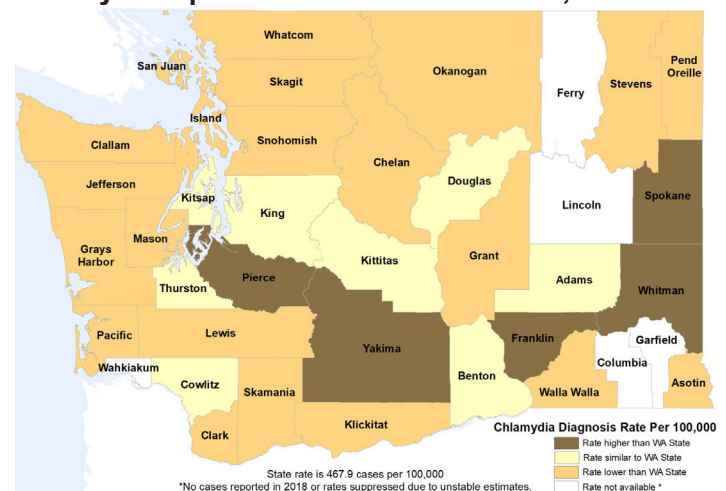 Whatcom
San Juan
Skagit
Island
Snohomish
Okanogan
Ferry
Stevens
Pend
Oreille
Clallam
Jefferson
Chelan
Douglas
Lincoln
Spokane
Kitsap
King
Grays
Harbor
Mason
Kittitas
Grant
Adams
Whitman
Thurston
Pierce
Pacific
Lewis
Yakima
Franklin
Garfield
Columbia
Wahkiakum
Cowlitz
Skamania
Benton
Walla Walla
Asotin
Clark
Klickitat
Chlamydia Diagnosis Rate Per 100,000
Rate higher than WA State
Rate similar to WA State
Rate lower than WA State
Rate not available *
State rate is 467.9 cases per 100,000
*No cases reported in 2018 or rates suppressed due to unstable estimates.